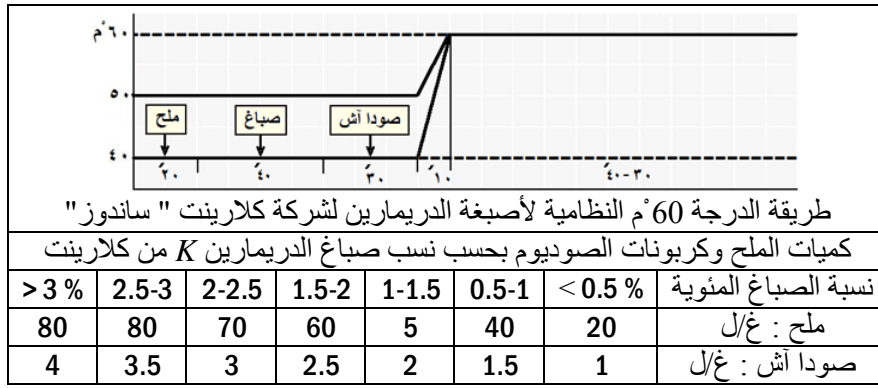 ٦٠°م
٥٠
ملح صباغ صودا آش
٤٠
٢٠َ ٤٠َ ٣٠َ ١٠َ ٣٠-٤٠َ
طريقة الدرجة 60°م النظامية لأصبغة الدريمارين لشركة كلارينت " ساندوز"
كميات الملح وكربونات الصوديوم بحسب نسب صباغ الدريمارين K من كلارينت
نسبة الصباغ المئوية < 0.5 % 0.5-1 1-1.5 1.5-2 2-2.5 2.5-3 > 3 %
ملح : غ/ل 20 40 5 60 70 80 80
صودا آش : غ/ل 1 1.5 2 2.5 3 3.5 4